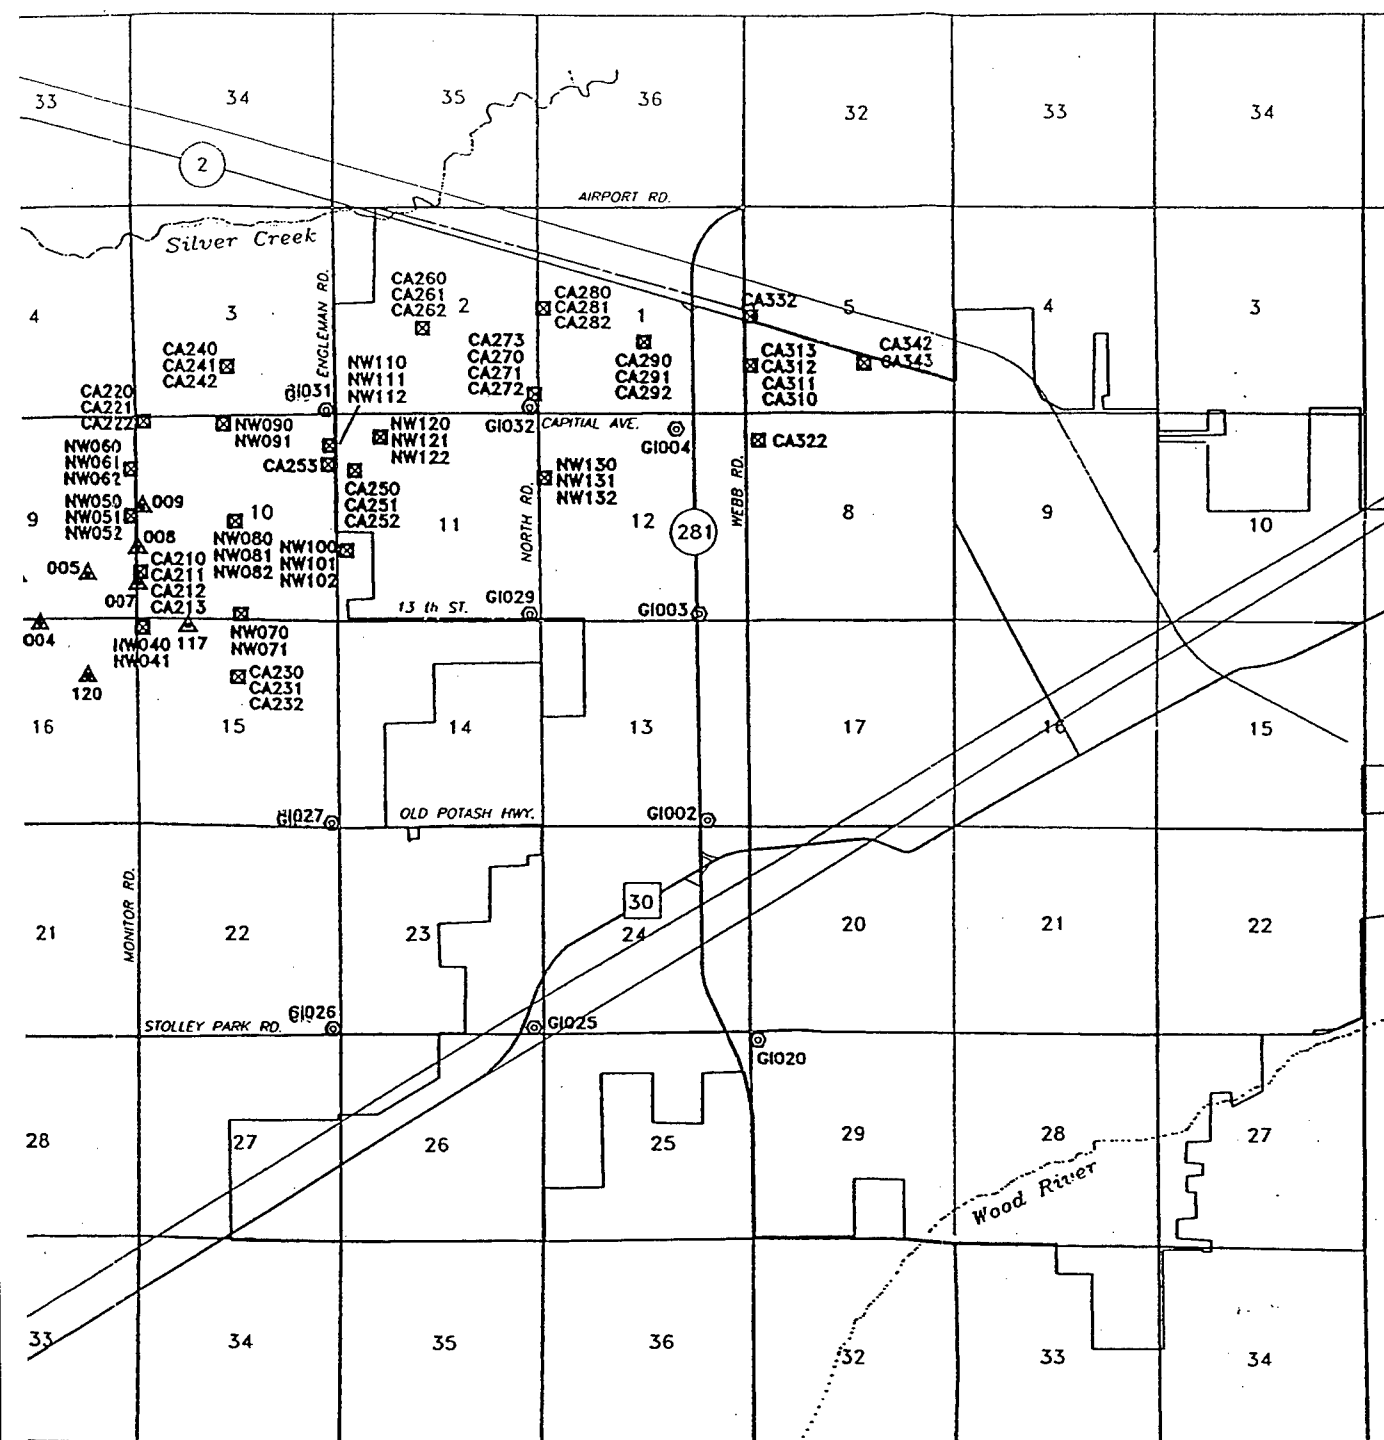 33
34
35
36
32
33
34
2
AIRPORT RD.
Silver Creek
ENGLEMAN RD.
4
3
CA260
CA261
CA262
2
CA280
CA281
CA282
1
CA332
5
4
3
CA240
CA241
CA242
NW110
NW111
NW112
CA273
CA270
CA271
CA272
CA290
CA291
CA292
CA313
CA312
CA311
CA310
CA342
CA343
CA220
CA221
CA222
GI031
GI032
CAPITIAL AVE.
GI004
CA322
NW060
NW061
NW062
NW090
NW091
CA253
NW120
NW121
NW122
NW130
NW131
NW132
NORTH RD.
WEBB RD.
NW050
NW051
NW052
009
CA250
CA251
CA252
9
10
11
12
281
8
9
10
008
NW080
NW081
NW082
NW100
NW101
NW102
005
CA210
CA211
CA212
CA213
007
13 th ST.
GI029
GI003
004
NW040
NW041
117
NW070
NW071
120
CA230
CA231
CA232
16
15
14
13
17
16
15
GI027
OLD POTASH HWY.
GI002
MONITOR RD.
30
21
22
23
24
20
21
22
GI026
STOLLEY PARK RD.
GI025
GI020
28
27
26
25
29
28
27
Wood River
33
34
35
36
32
33
34